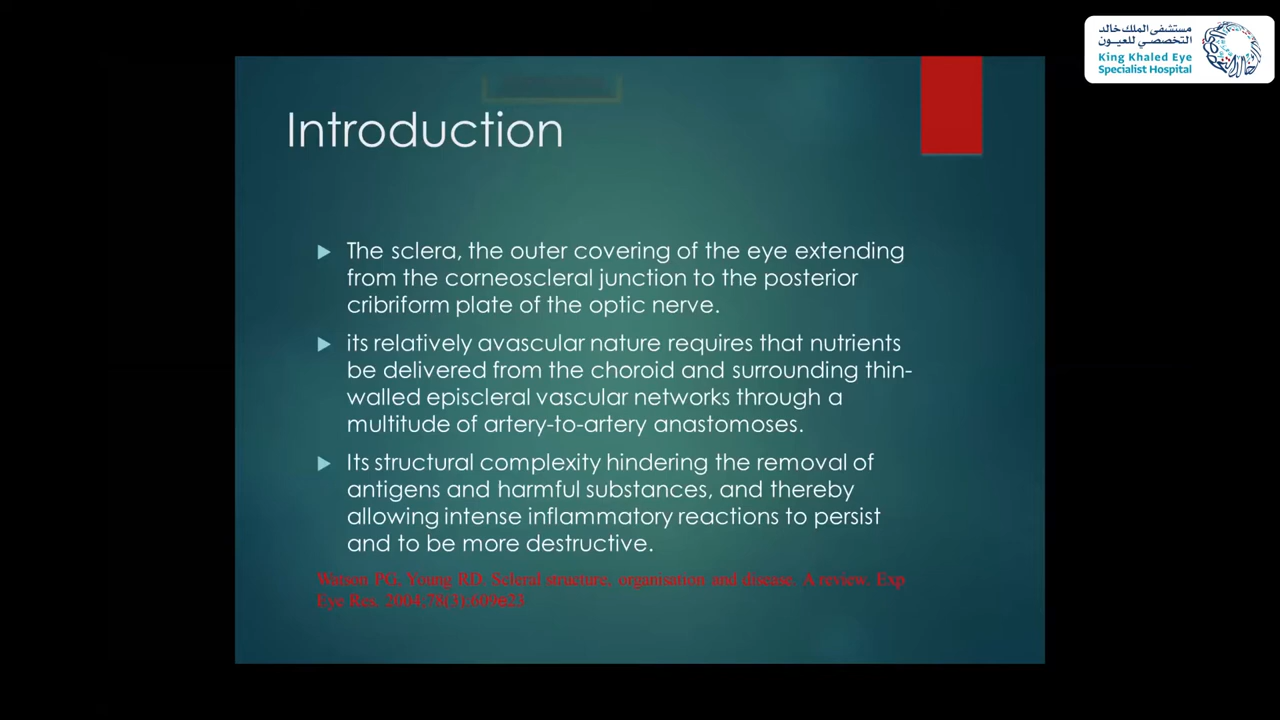 مستشفى الملك خالد
التخصصي للعيون
King Khaled Eye
Specialist Hospital
Introduction
The sclera, the outer covering of the eye extending
from the corneoscleral junction to the posterior
cribriform plate of the optic nerve.
its relatively avascular nature requires that nutrients
be delivered from the choroid and surrounding thin-
walled episcleral vascular networks through a
multitude of artery-to-artery anastomoses.
Its structural complexity hindering the removal of
antigens and harmful substances, and thereby
allowing intense inflammatory reactions to persist
and to be more destructive.
Watson PG, Young RD. Scleral structure, organisation and disease. A review. Exp
Eye Res. 2004;78(3):609e23